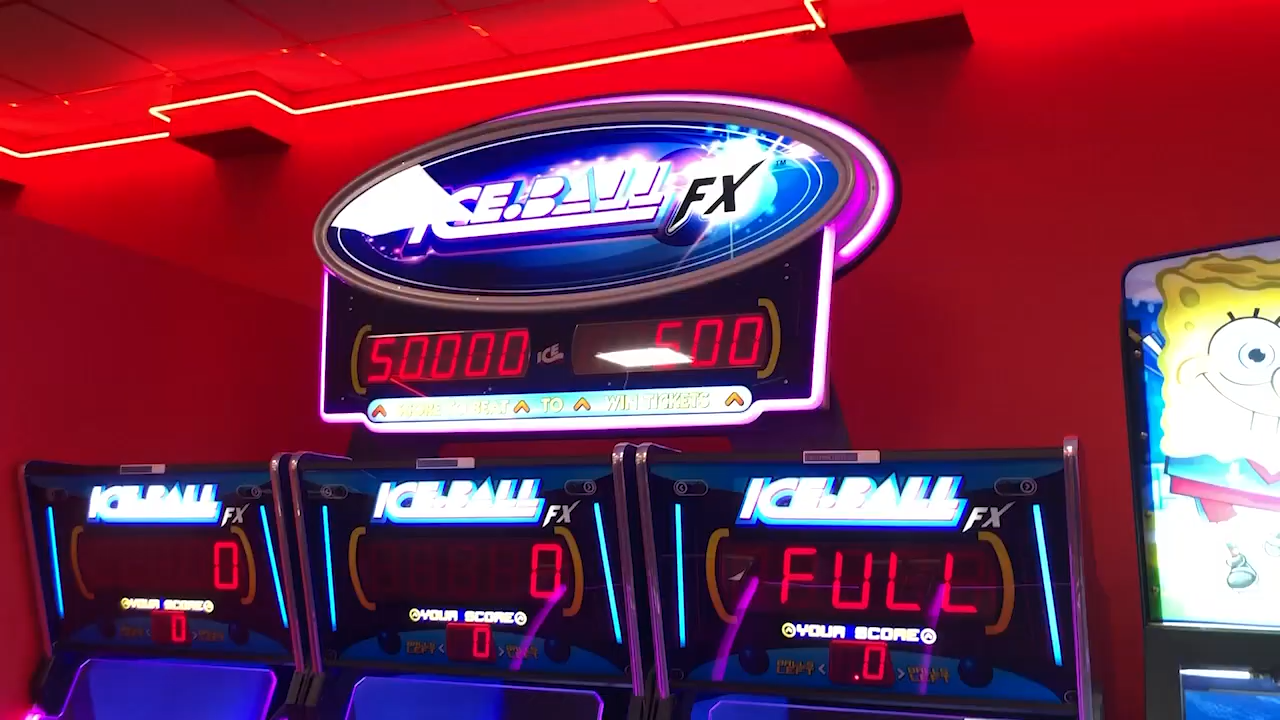 ICE.BALL FX ™
50000 ICE 500
SCORE TO BEAT TO WIN TICKETS
ICE.BALL FX
0
YOUR SCORE
0
ICE.BALL FX
0
YOUR SCORE
0
ICE.BALL FX
FULL
YOUR SCORE
.0